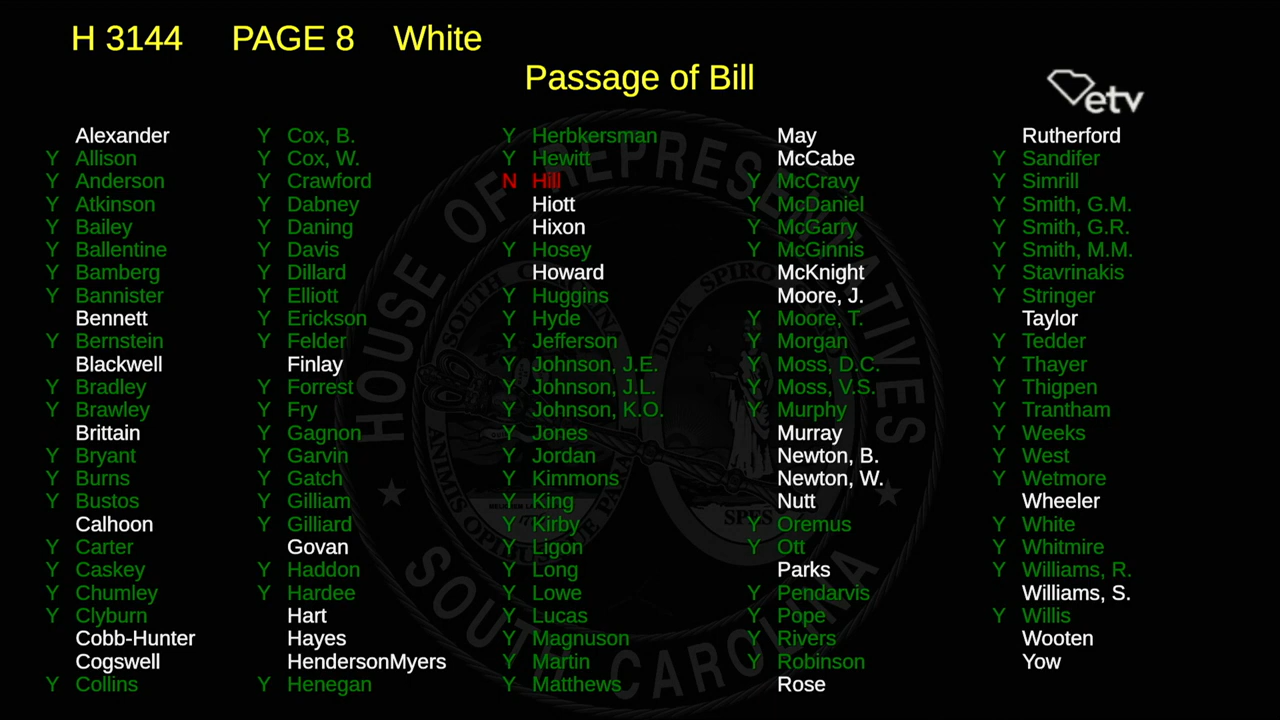 H 3144 PAGE 8 White
Passage of Bill
etv
Alexander
Y Allison
Y Anderson
Y Atkinson
Y Bailey
Y Ballentine
Y Bamberg
Y Bannister
Bennett
Y Bernstein
Blackwell
Y Bradley
Y Brawley
Brittain
Y Bryant
Y Burns
Y Bustos
Calhoon
Y Carter
Y Caskey
Y Chumley
Y Clyburn
Cobb-Hunter
Cogswell
Y Collins
Y Cox, B.
Y Cox, W.
Y Crawford
Y Dabney
Y Daning
Y Davis
Y Dillard
Y Elliott
Y Erickson
Y Felder
Finlay
Y Forrest
Y Fry
Y Gagnon
Y Garvin
Y Gatch
Y Gilliam
Y Gilliard
Govan
Y Haddon
Y Hardee
Hart
Hayes
HendersonMyers
Y Henegan
Y Herbkersman
Y Hewitt
N Hill
Hiott
Hixon
Y Hosey
Howard
Y Huggins
Y Hyde
Y Jefferson
Y Johnson, J.E.
Y Johnson, J.L.
Y Johnson, K.O.
Y Jones
Y Jordan
Y Kimmons
Y King
Y Kirby
Y Ligon
Y Long
Y Lowe
Y Lucas
Y Magnuson
Y Martin
Y Matthews
May
McCabe
Y McCravy
Y McDaniel
Y McGarry
Y McGinnis
McKnight
Moore, J.
Y Moore, T.
Y Morgan
Y Moss, D.C.
Y Moss, V.S.
Y Murphy
Murray
Newton, B.
Newton, W.
Nutt
Y Oremus
Y Ott
Parks
Y Pendarvis
Y Pope
Y Rivers
Y Robinson
Rose
Rutherford
Y Sandifer
Y Simrill
Y Smith, G.M.
Y Smith, G.R.
Y Smith, M.M.
Y Stavrinakis
Y Stringer
Taylor
Y Tedder
Y Thayer
Y Thigpen
Y Trantham
Y Weeks
Y West
Y Wetmore
Wheeler
Y White
Y Whitmire
Y Williams, R.
Williams, S.
Y Willis
Wooten
Yow
HOUSE OF REPRESENTATIVES
SOUTH CAROLINA
SPES